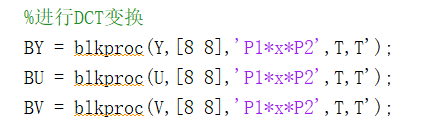 %进行DCT变换
BY = blkproc(Y,[8 8],'P1*x*P2',T,T');
BU = blkproc(U,[8 8],'P1*x*P2',T,T');
BV = blkproc(V,[8 8],'P1*x*P2',T,T');